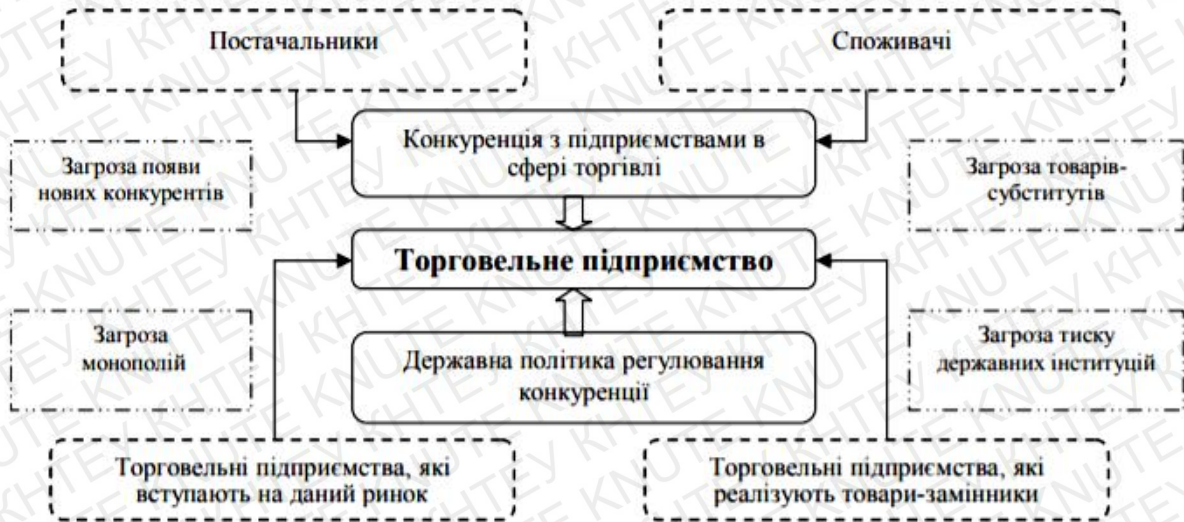 Постачальники
Споживачі
Конкуренція з підприємствами в
сфері торгівлі
Загроза появи
нових конкурентів
Загроза товарів-
субститутів
Торговельне підприємство
Загроза
монополій
Державна політика регулювання
конкуренції
Загроза тиску
державних інституцій
Торговельні підприємства, які
вступають на даний ринок
Торговельні підприємства, які
реалізують товари-замінники
KNUTE КНТЕУ